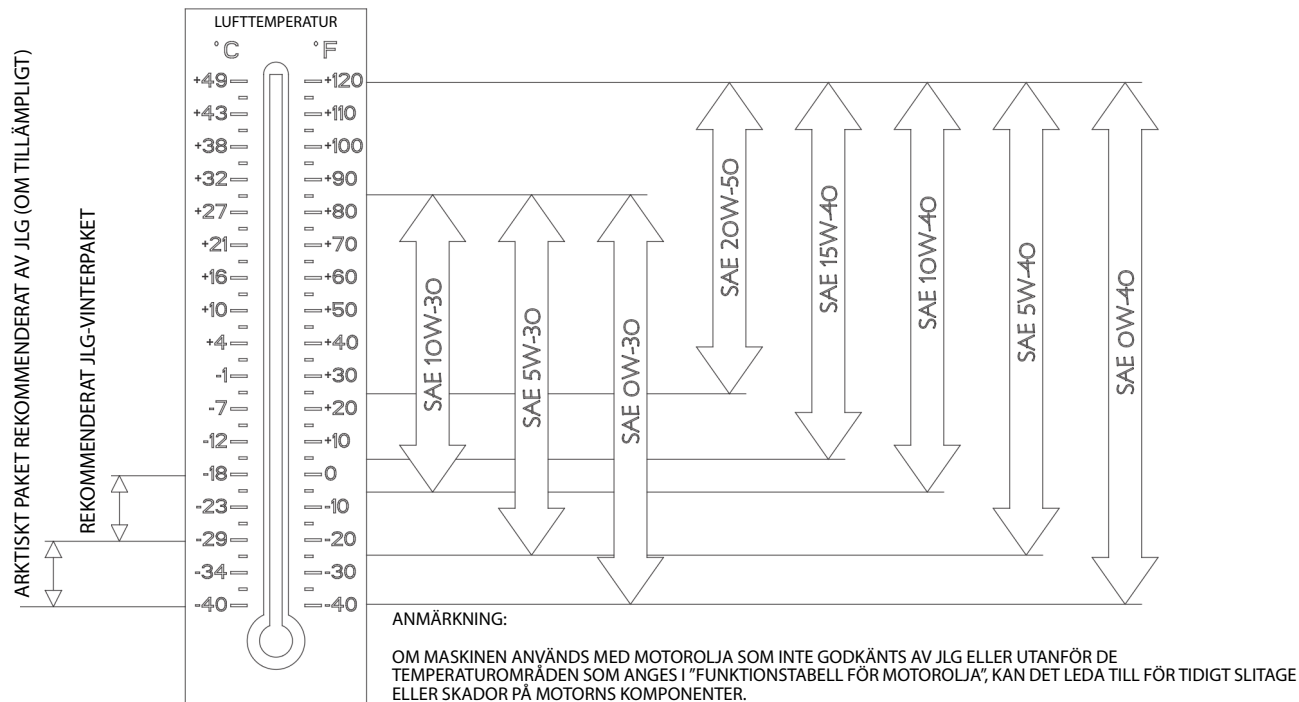 LUFTTEMPERATUR
°C °F
+49 +120
+43 +110
+38 +100
+32 +90
+27 +80
+21 +70
+16 +60
+10 +50
+4 +40
-1 +30
-7 +20
-12 +10
-18 0
-23 -10
-29 -20
-34 -30
-40 -40
ARKTISKT PAKET REKOMMENDERAT AV JLG (OM TILLÄMPLIGT)
REKOMMENDERAT JLG-VINTERPAKET
SAE 10W-30
SAE 5W-30
SAE 0W-30
SAE 20W-50
SAE 15W-40
SAE 10W-40
SAE 5W-40
SAE 0W-40
ANMÄRKNING:
OM MASKINEN ANVÄNDS MED MOTOROLJA SOM INTE GODKÄNTS AV JLG ELLER UTANFÖR DE
TEMPERATUROMRÅDEN SOM ANGES I ”FUNKTIONSTABELL FÖR MOTOROLJA”, KAN DET LEDA TILL FÖR TIDIGT SLITAGE
ELLER SKADOR PÅ MOTORNS KOMPONENTER.